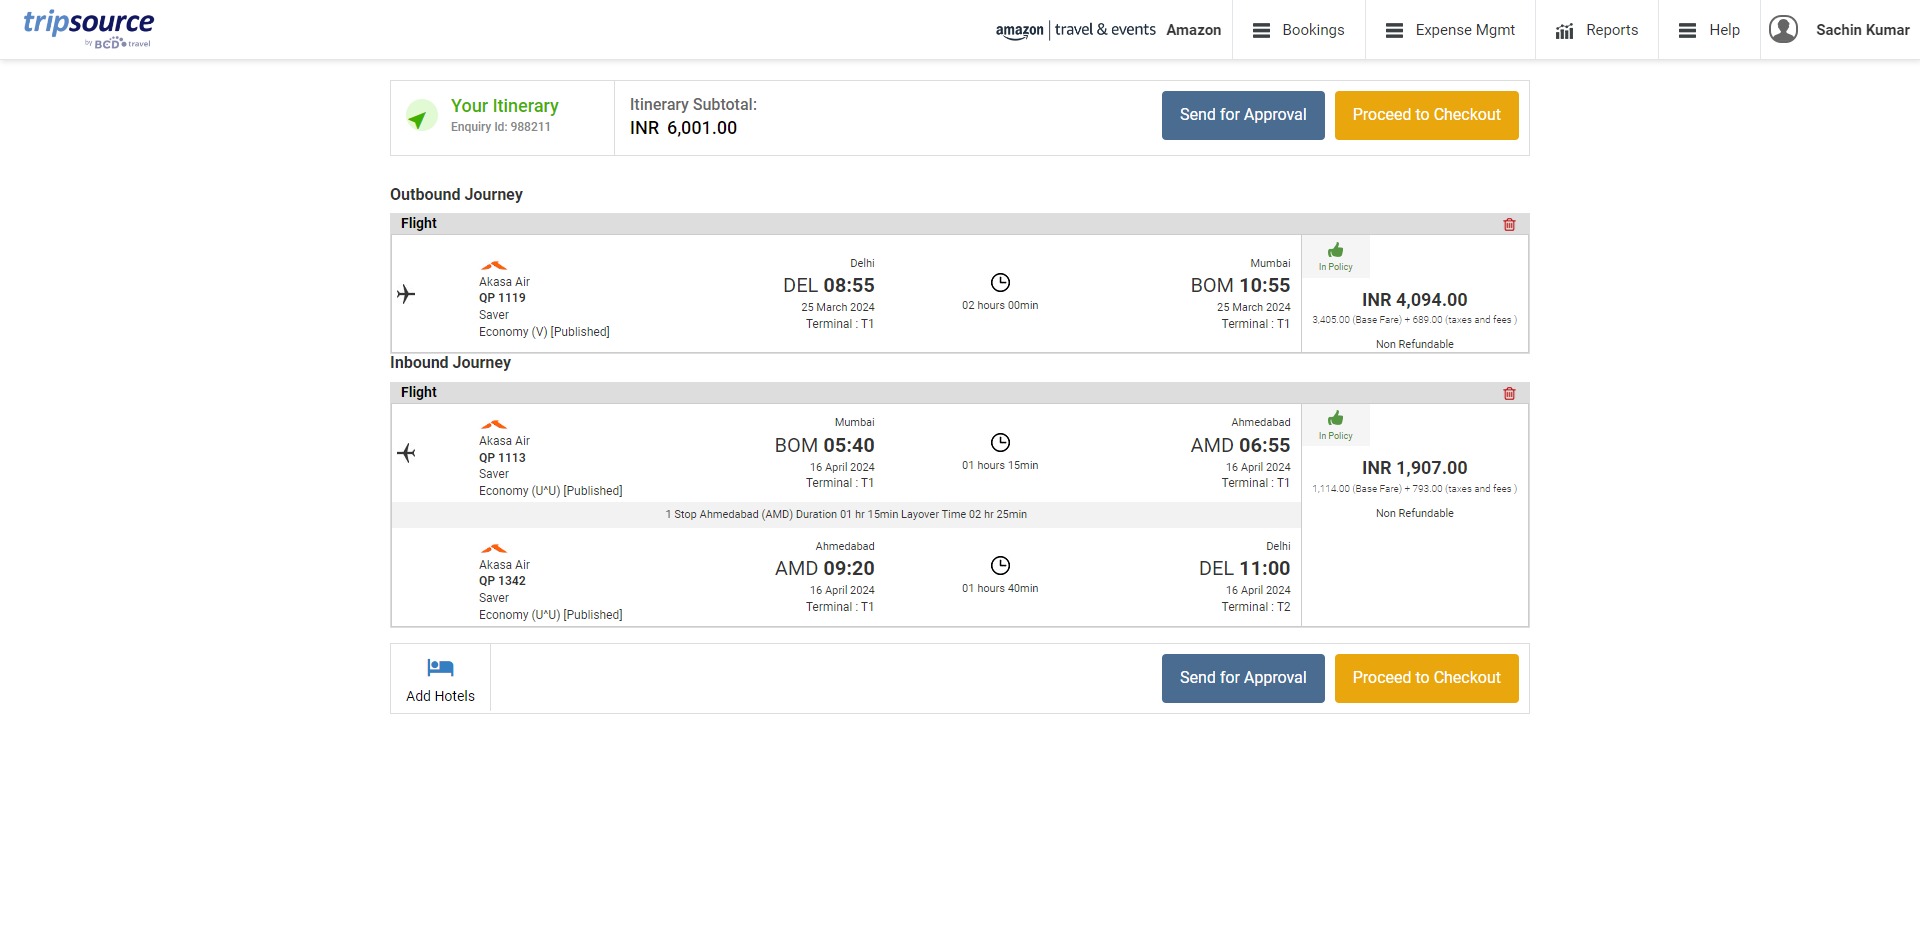 tripsource
by BCD travel
amazon | travel & events Amazon
Bookings
Expense Mgmt
Reports
Help
Sachin Kumar
Your Itinerary
Enquiry Id: 988211
Itinerary Subtotal:
INR 6,001.00
Send for Approval
Proceed to Checkout
Outbound Journey
Flight
Akasa Air
QP 1119
Saver
Economy (V) [Published]
Delhi
DEL 08:55
25 March 2024
Terminal : T1
02 hours 00min
Mumbai
BOM 10:55
25 March 2024
Terminal : T1
In Policy
INR 4,094.00
3,405.00 (Base Fare) + 689.00 (taxes and fees )
Non Refundable
Inbound Journey
Flight
Akasa Air
QP 1113
Saver
Economy (U^U) [Published]
Mumbai
BOM 05:40
16 April 2024
Terminal : T1
01 hours 15min
Ahmedabad
AMD 06:55
16 April 2024
Terminal : T1
In Policy
INR 1,907.00
1,114.00 (Base Fare) + 793.00 (taxes and fees )
Non Refundable
1 Stop Ahmedabad (AMD) Duration 01 hr 15min Layover Time 02 hr 25min
Akasa Air
QP 1342
Saver
Economy (U^U) [Published]
Ahmedabad
AMD 09:20
16 April 2024
Terminal : T1
01 hours 40min
Delhi
DEL 11:00
16 April 2024
Terminal : T2
Add Hotels
Send for Approval
Proceed to Checkout